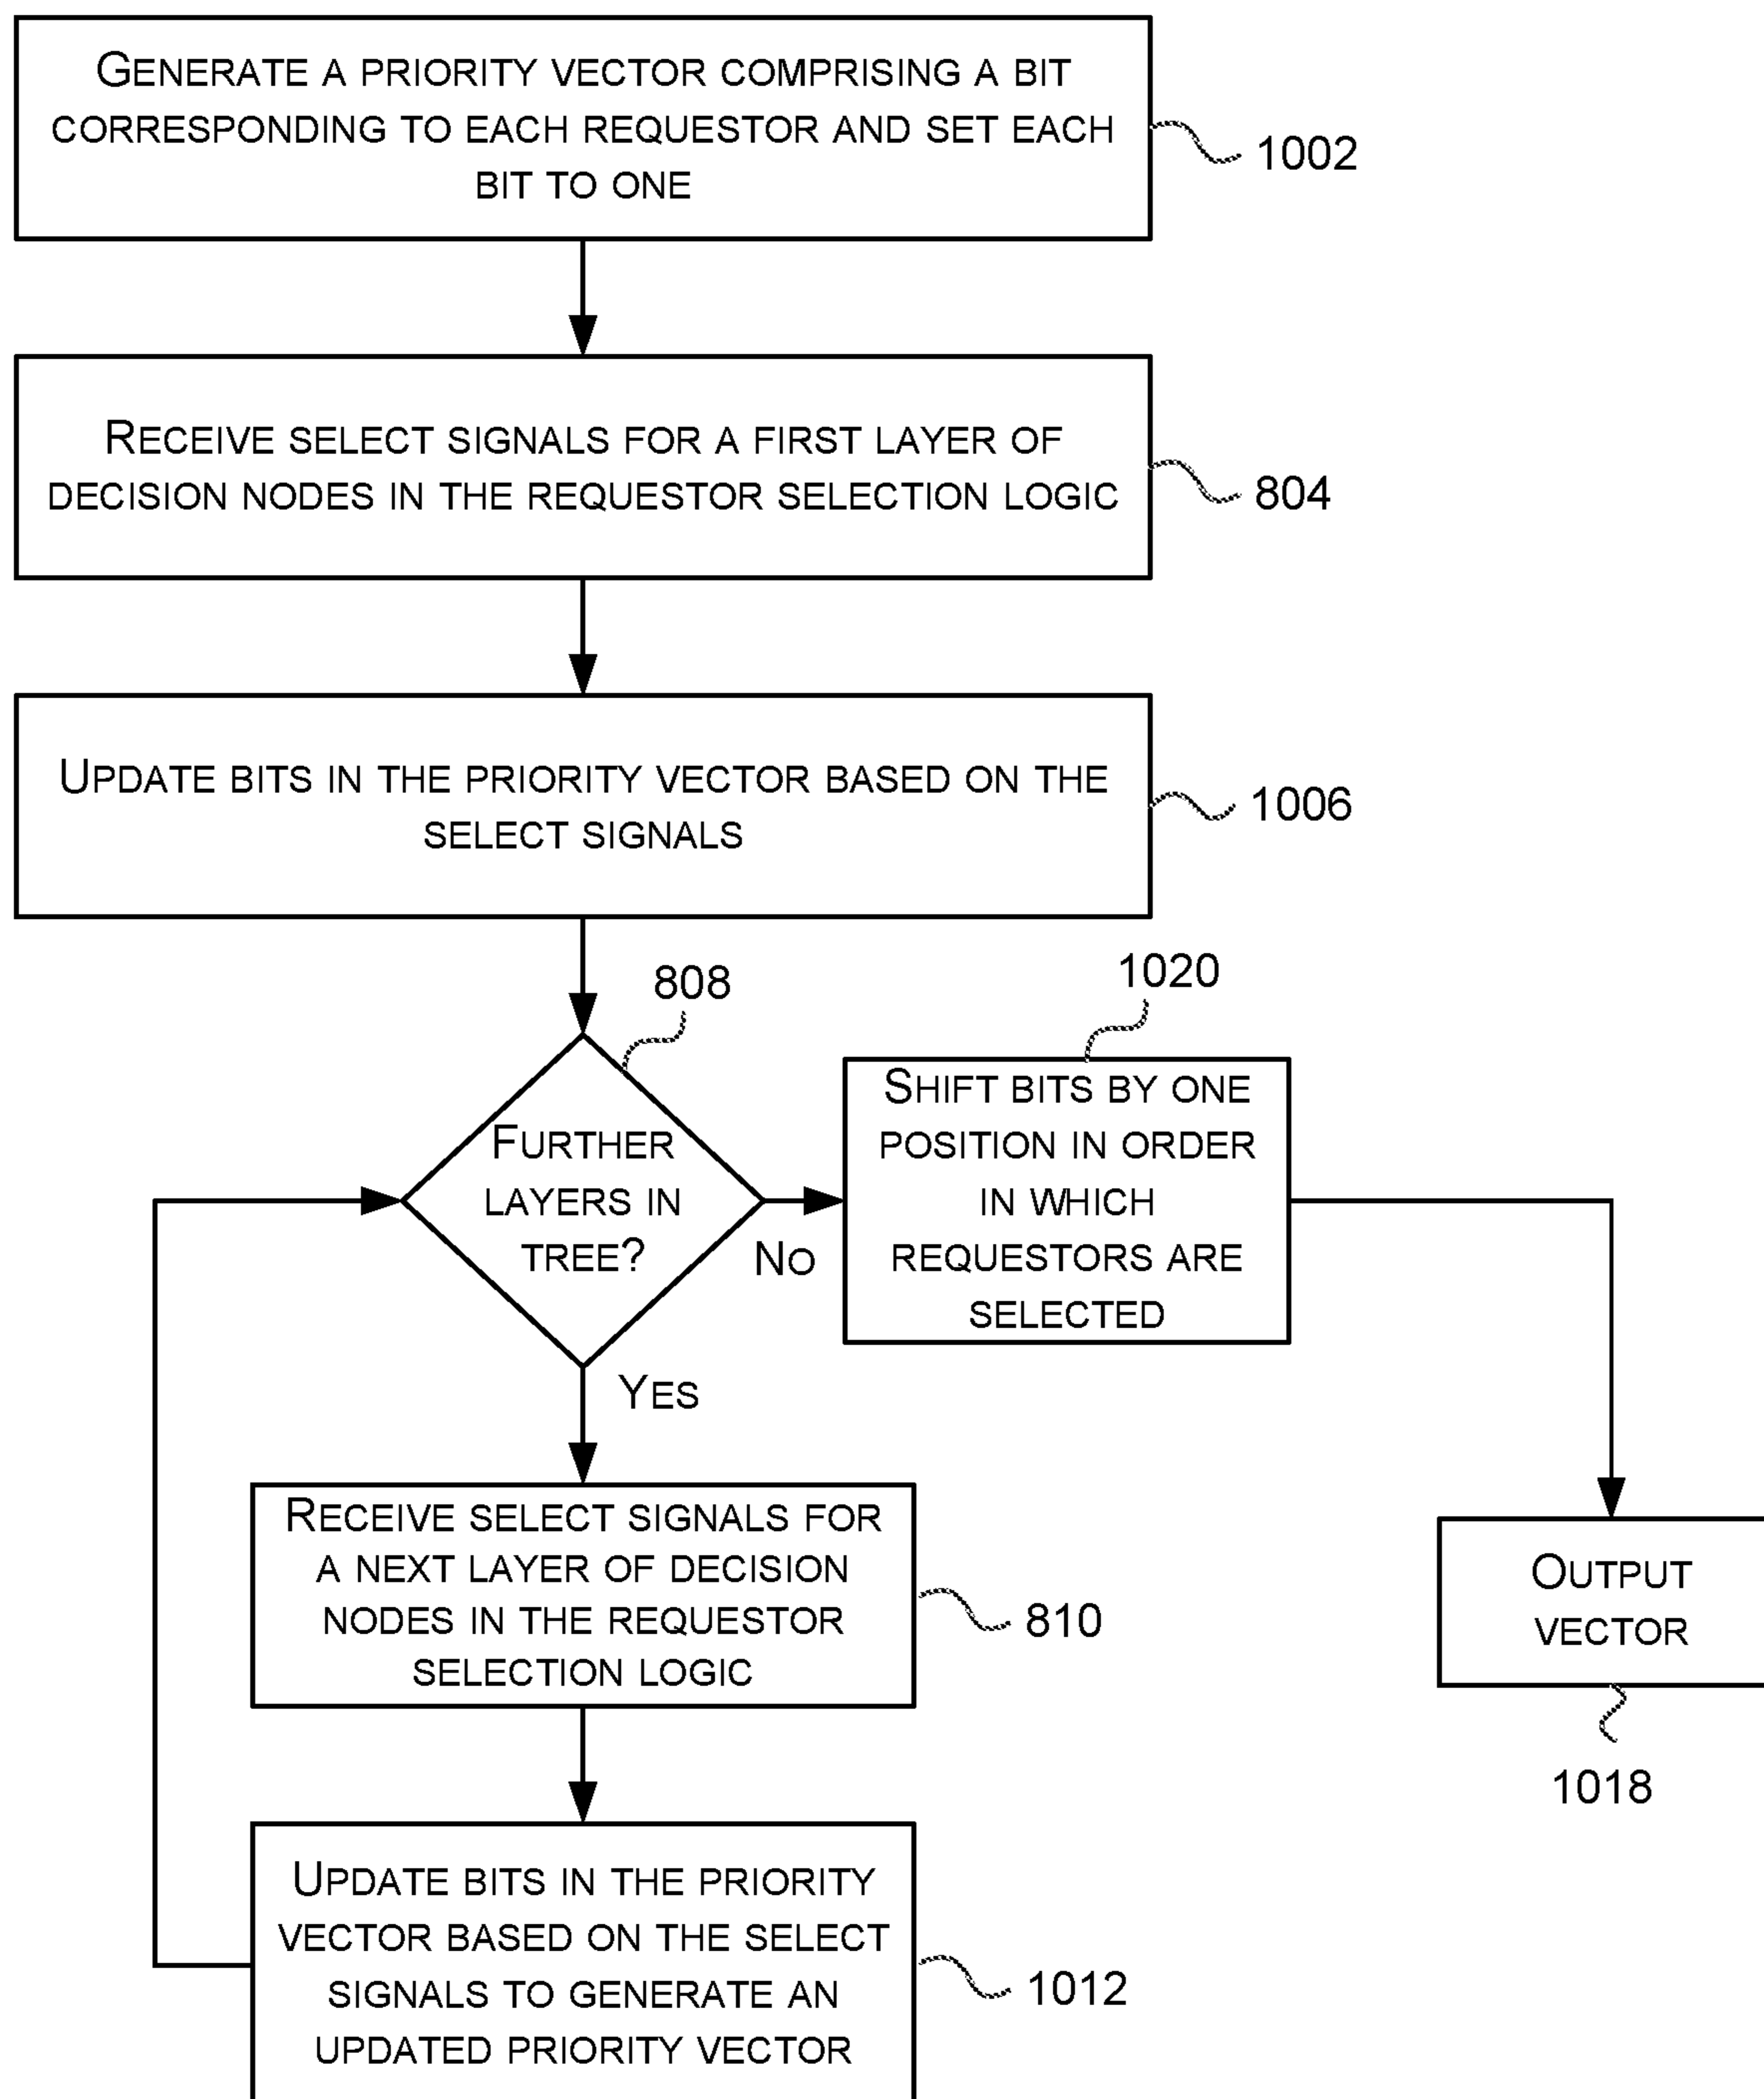 GENERATE A PRIORITY VECTOR COMPRISING A BIT
CORRESPONDING TO EACH REQUESTOR AND SET EACH
BIT TO ONE
1002
RECEIVE SELECT SIGNALS FOR A FIRST LAYER OF
DECISION NODES IN THE REQUESTOR SELECTION LOGIC
804
UPDATE BITS IN THE PRIORITY VECTOR BASED ON THE
SELECT SIGNALS
1006
808
FURTHER
LAYERS IN
TREE?
NO
YES
1020
SHIFT BITS BY ONE
POSITION IN ORDER
IN WHICH
REQUESTORS ARE
SELECTED
RECEIVE SELECT SIGNALS FOR
A NEXT LAYER OF DECISION
NODES IN THE REQUESTOR
SELECTION LOGIC
810
OUTPUT
VECTOR
1018
UPDATE BITS IN THE PRIORITY
VECTOR BASED ON THE SELECT
SIGNALS TO GENERATE AN
UPDATED PRIORITY VECTOR
1012